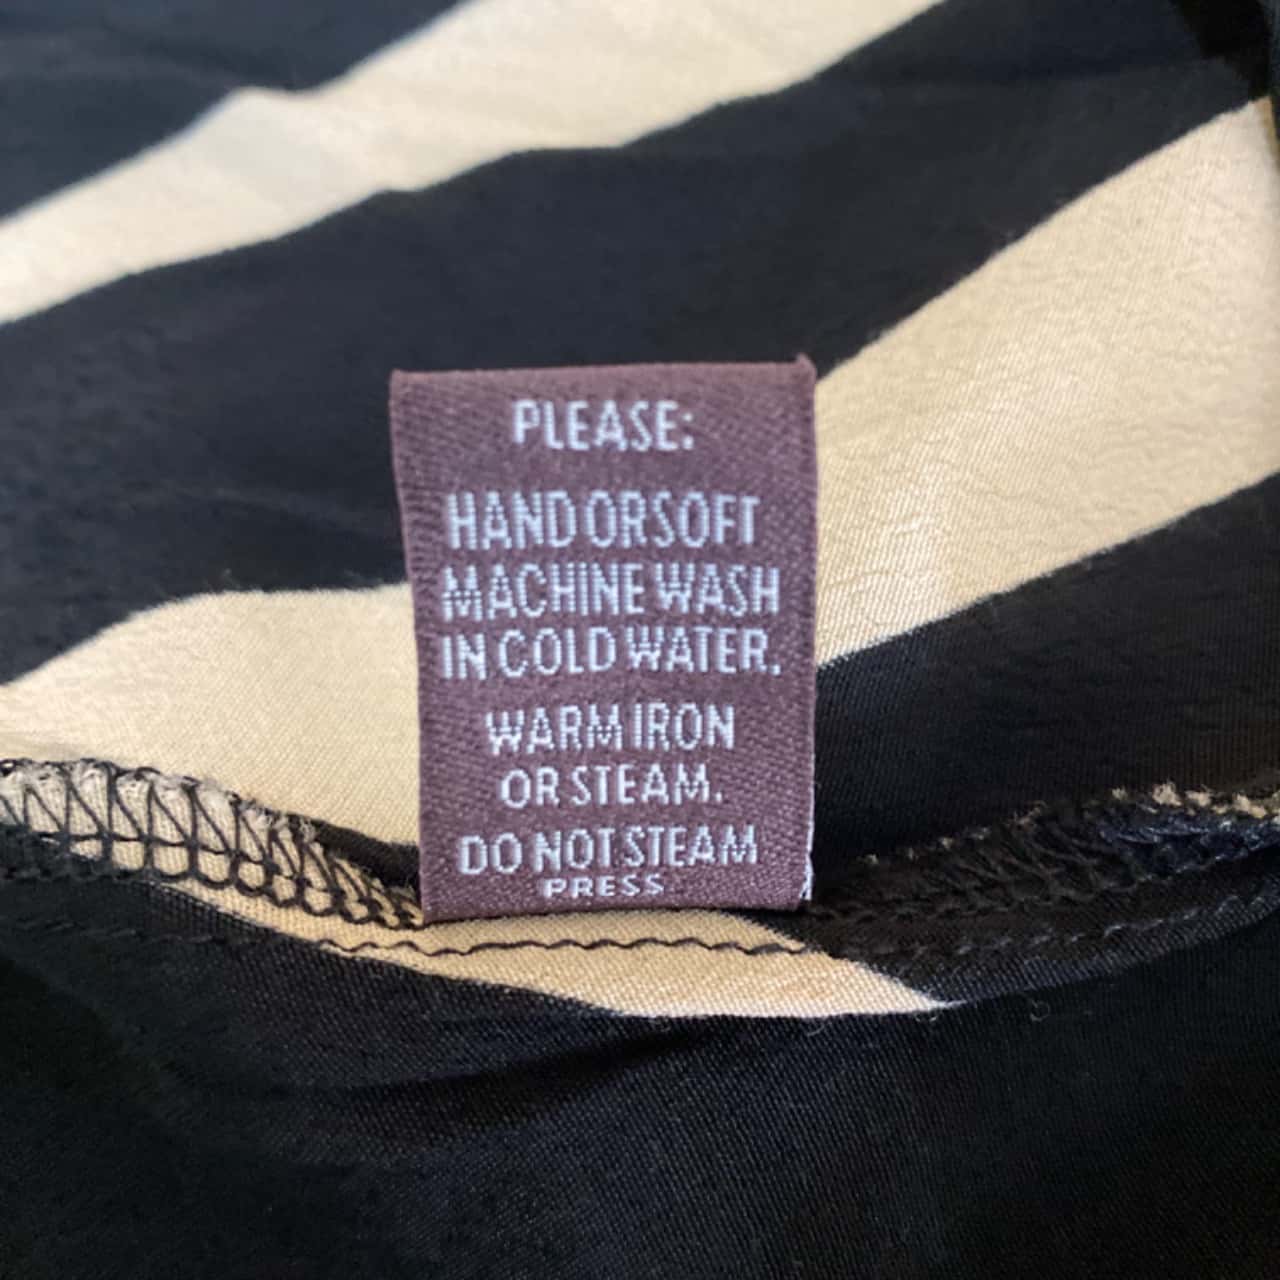 PLEASE:
HAND OR SOFT
MACHINE WASH
IN COLD WATER.
WARM IRON
OR STEAM.
DO NOT STEAM
PRESS